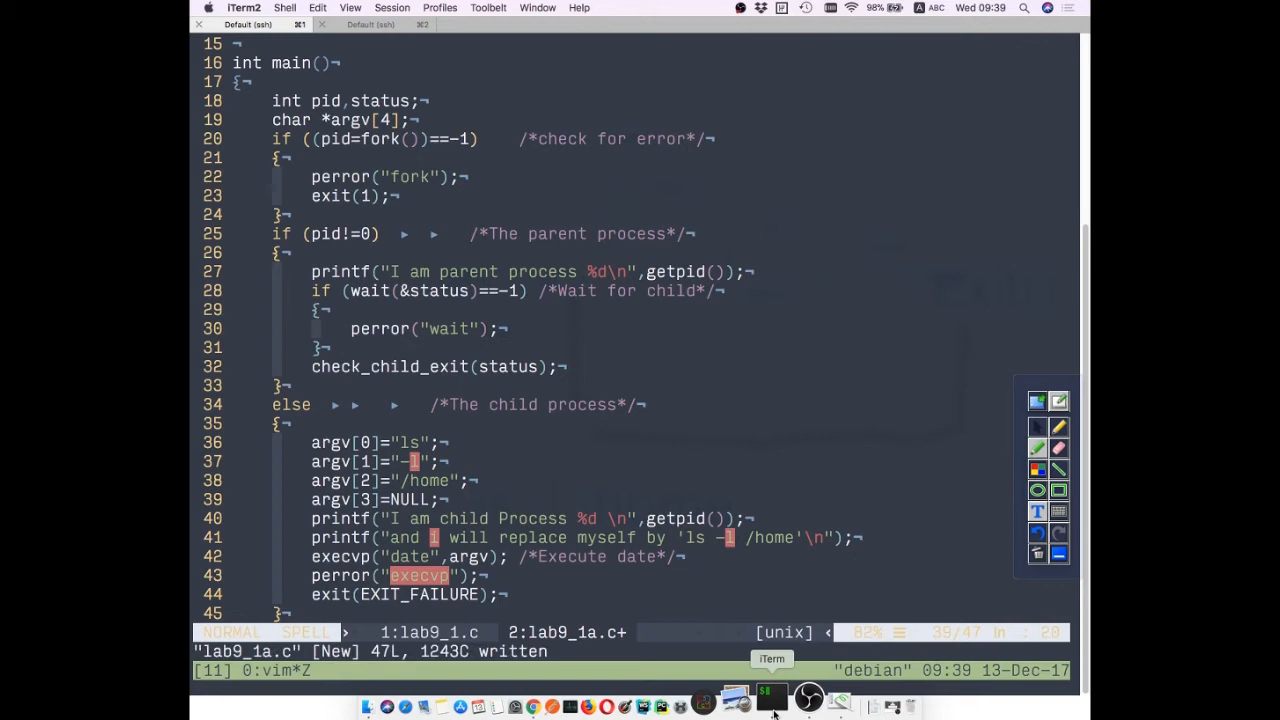 iTerm2 Shell Edit View Session Profiles Toolbelt Window Help 98% A ABC Wed 09:39
Default (ssh) ⌘1 Default (ssh) ⌘2
15 ¬
16 int main()¬
17 {¬
18 int pid,status;¬
19 char *argv[4];¬
20 if ((pid=fork())==-1) /*check for error*/¬
21 {¬
22 perror("fork");¬
23 exit(1);¬
24 }¬
25 if (pid!=0) ▸ ▸ /*The parent process*/¬
26 {¬
27 printf("I am parent process %d\n",getpid());¬
28 if (wait(&status)==-1) /*Wait for child*/¬
29 {¬
30 perror("wait");¬
31 }¬
32 check_child_exit(status);¬
33 }¬
34 else ▸ ▸ ▸ /*The child process*/¬
35 {¬
36 argv[0]="ls";¬
37 argv[1]="-l";¬
38 argv[2]="/home";¬
39 argv[3]=NULL;¬
40 printf("I am child Process %d \n",getpid());¬
41 printf("and i will replace myself by 'ls -l /home'\n");¬
42 execvp("date",argv); /*Execute date*/¬
43 perror("execvp");¬
44 exit(EXIT_FAILURE);¬
45 }¬
NORMAL SPELL › 1:lab9_1.c 2:lab9_1a.c+ [unix] ‹ 82% ☰ 39/47 ln : 20
"lab9_1a.c" [New] 47L, 1243C written
iTerm
[11] 0:vim*Z "debian" 09:39 13-Dec-17